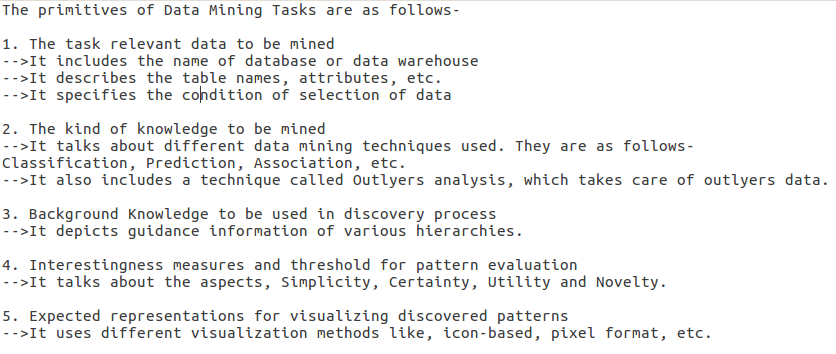 The primitives of Data Mining Tasks are as follows-
1. The task relevant data to be mined
-->It includes the name of database or data warehouse
-->It describes the table names, attributes, etc.
-->It specifies the condition of selection of data
2. The kind of knowledge to be mined
-->It talks about different data mining techniques used. They are as follows-
Classification, Prediction, Association, etc.
-->It also includes a technique called Outlyers analysis, which takes care of outlyers data.
3. Background Knowledge to be used in discovery process
-->It depicts guidance information of various hierarchies.
4. Interestingness measures and threshold for pattern evaluation
-->It talks about the aspects, Simplicity, Certainty, Utility and Novelty.
5. Expected representations for visualizing discovered patterns
-->It uses different visualization methods like, icon-based, pixel format, etc.